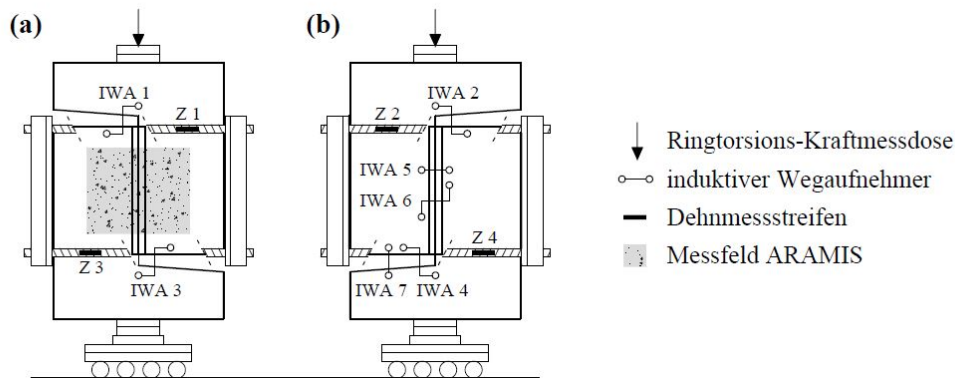 (a)
(b)
IWA 1
Z 1
Z 3
IWA 3
Z 2
IWA 2
IWA 5
IWA 6
Z 4
IWA 7
IWA 4
Ringtorsions-Kraftmessdose
induktiver Wegaufnehmer
Dehnmessstreifen
Messfeld ARAMIS